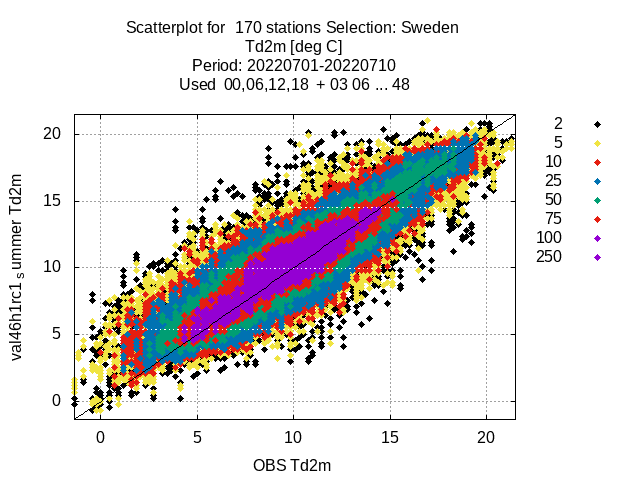 Scatterplot for 170 stations Selection: Sweden
Td2m [deg C]
Period: 20220701-20220710
Used 00,06,12,18 + 03 06 ... 48
2
5
10
25
50
75
100
250
20
15
10
5
0
val46h1rc1 summer Td2m
0 5 10 15 20
OBS Td2m